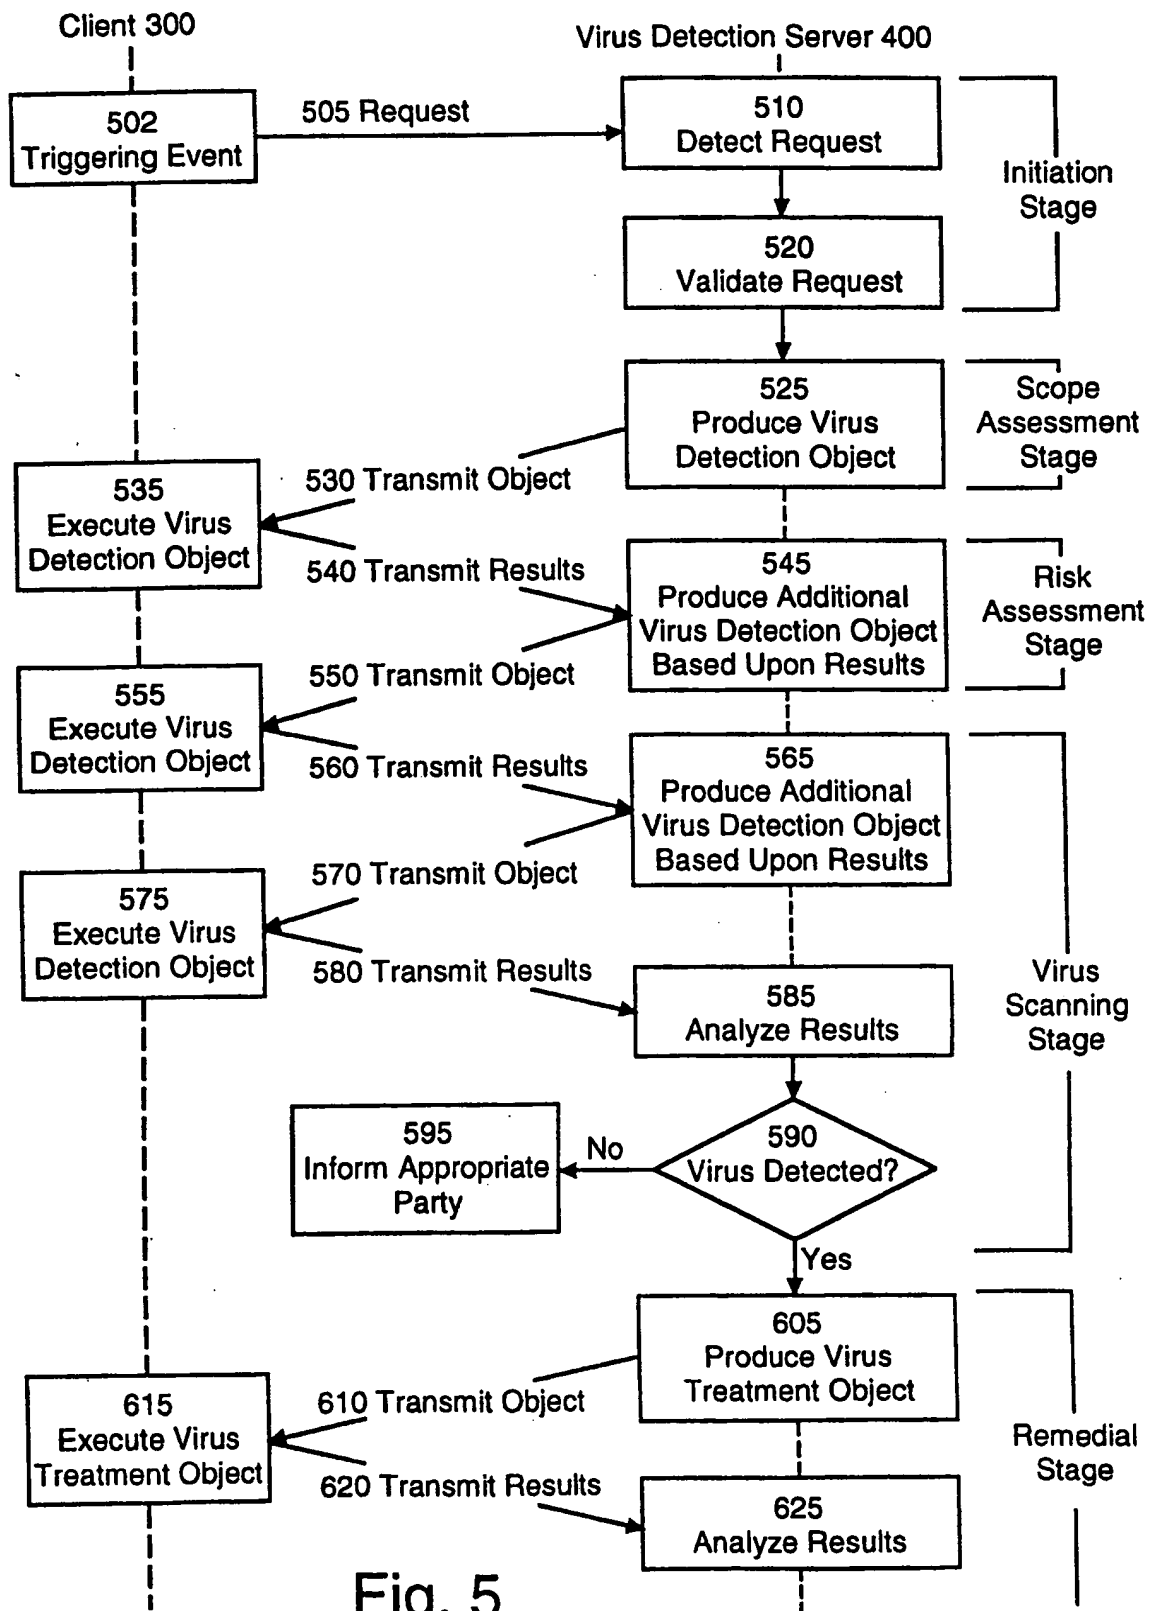 Client 300
Virus Detection Server 400
502
Triggering Event
505 Request
510
Detect Request
Initiation
Stage
520
Validate Request
525
Produce Virus
Detection Object
Scope
Assessment
Stage
530 Transmit Object
535
Execute Virus
Detection Object
540 Transmit Results
545
Produce Additional
Virus Detection Object
Based Upon Results
Risk
Assessment
Stage
550 Transmit Object
555
Execute Virus
Detection Object
560 Transmit Results
565
Produce Additional
Virus Detection Object
Based Upon Results
570 Transmit Object
575
Execute Virus
Detection Object
580 Transmit Results
585
Analyze Results
Virus
Scanning
Stage
590
Virus Detected?
No
595
Inform Appropriate
Party
Yes
605
Produce Virus
Treatment Object
610 Transmit Object
615
Execute Virus
Treatment Object
620 Transmit Results
625
Analyze Results
Remedial
Stage
Fig. 5